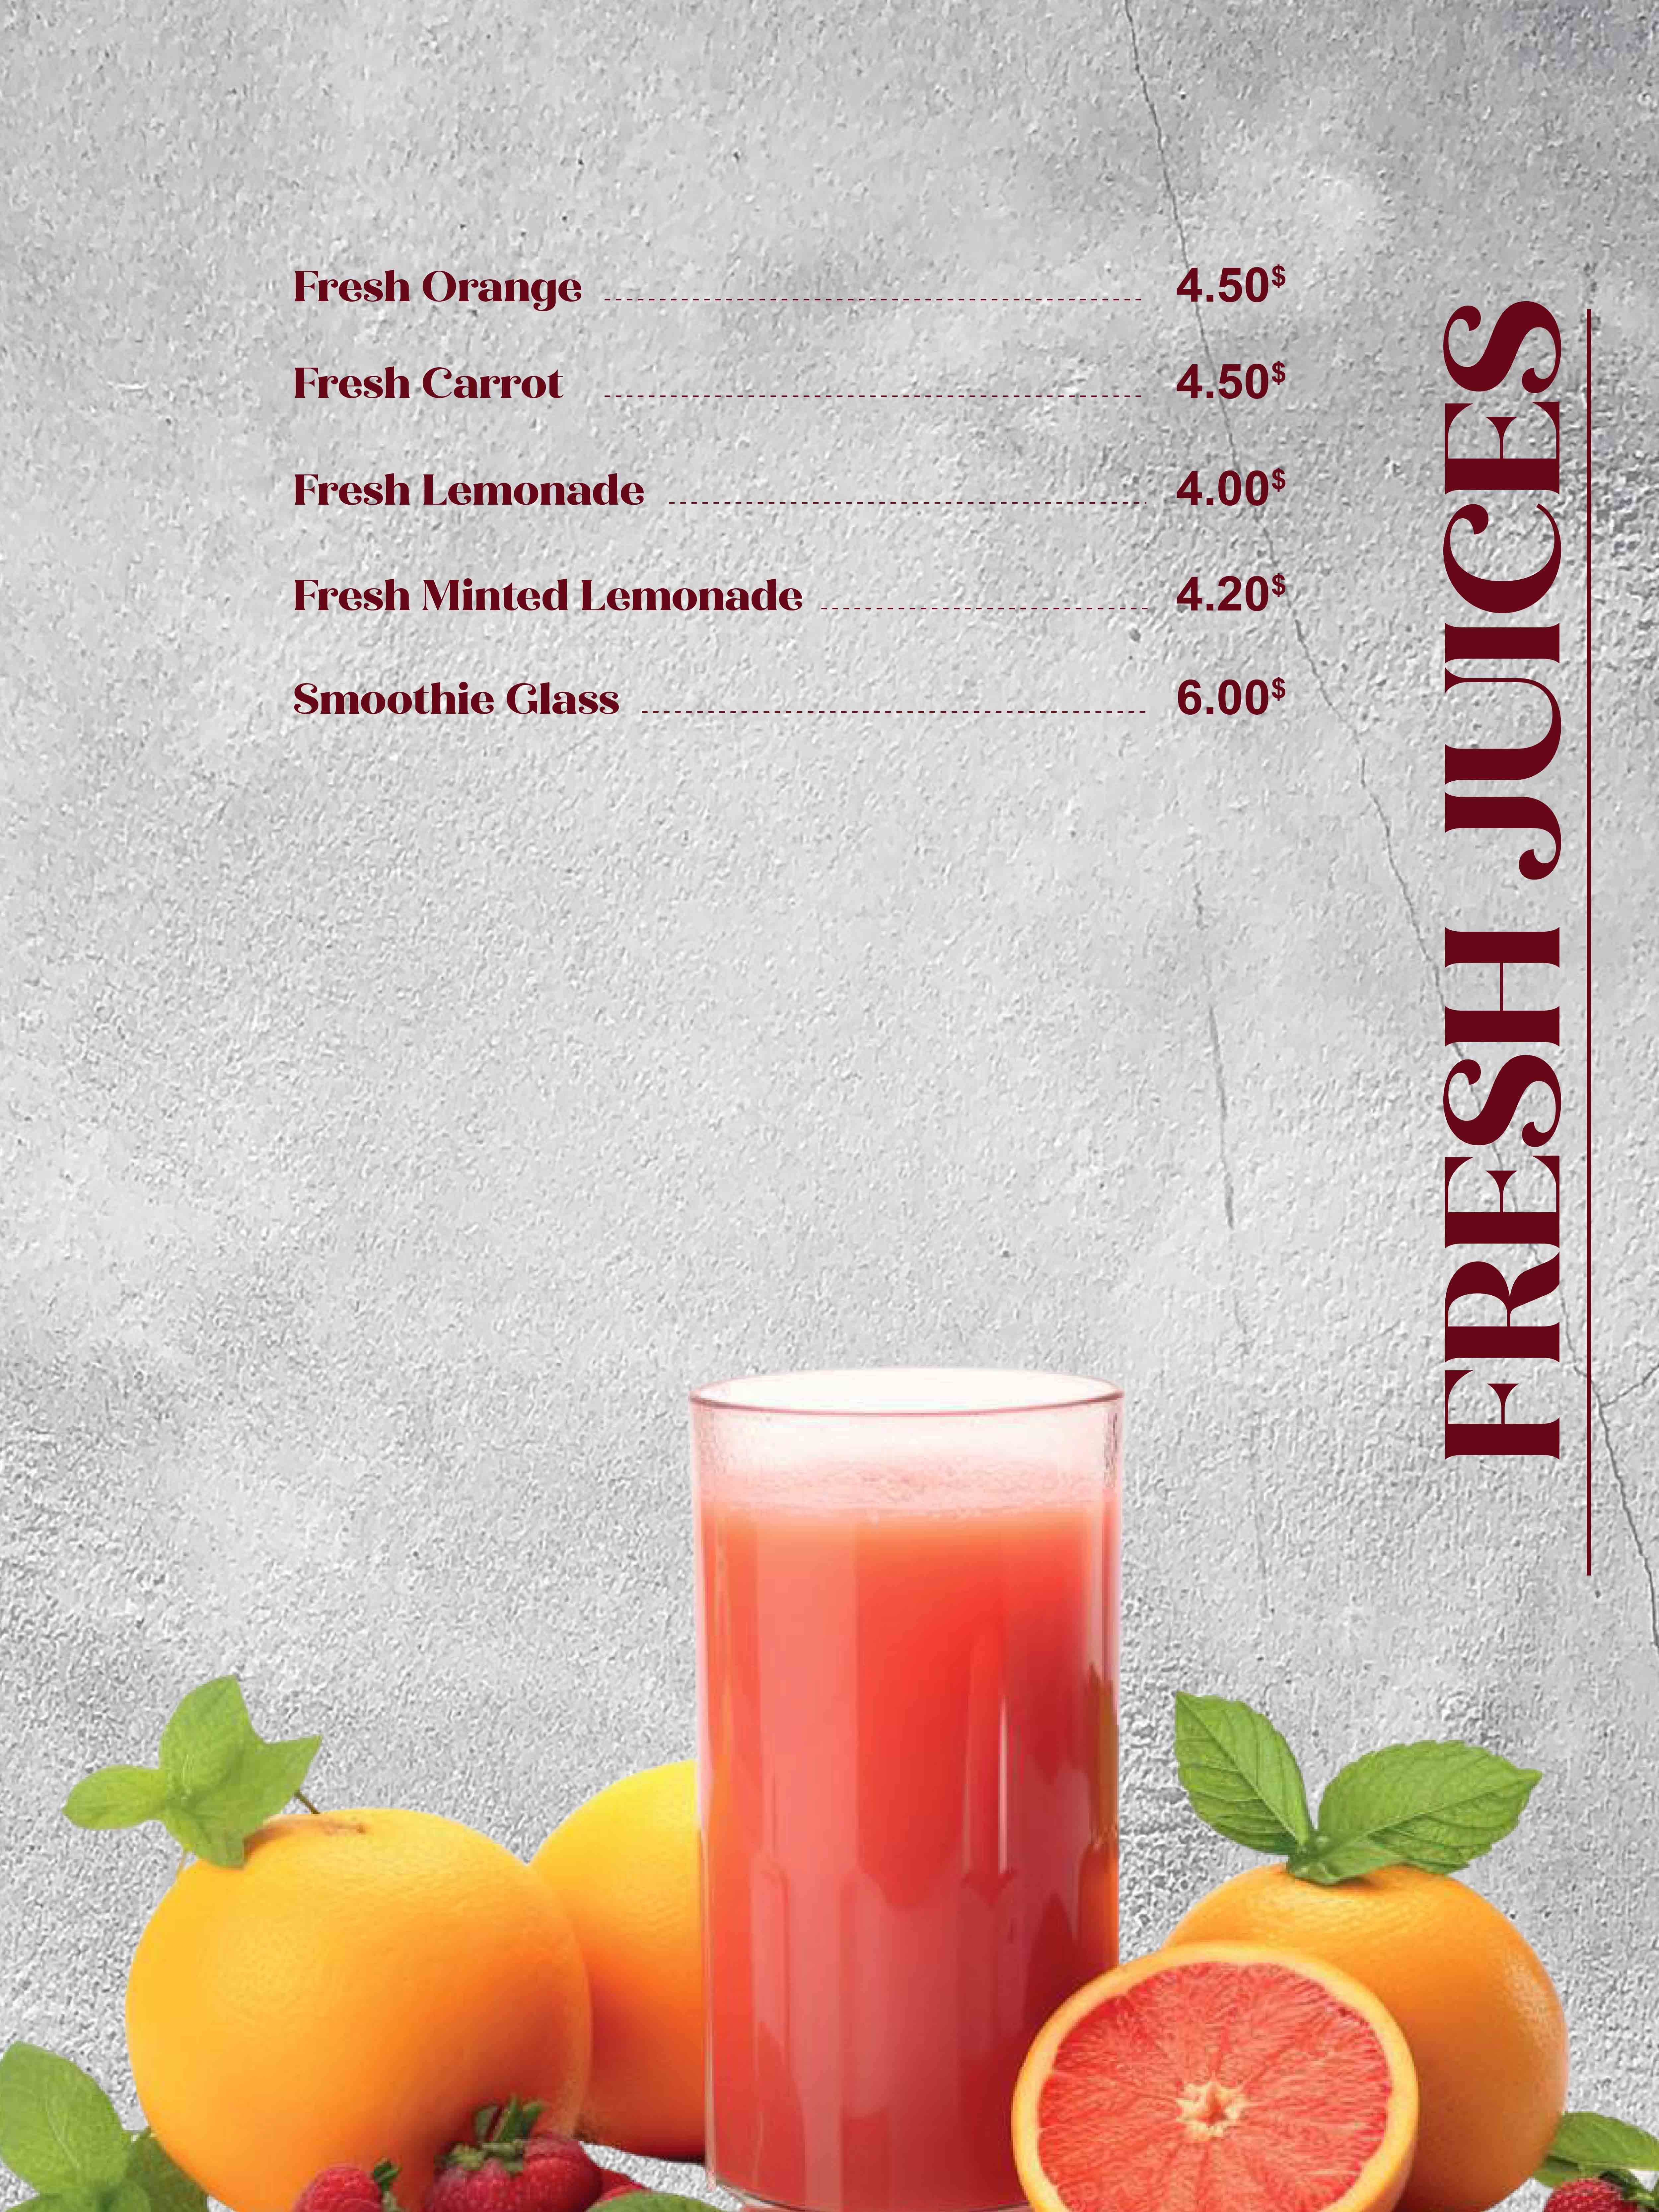 Fresh Orange 4.50$
Fresh Carrot 4.50$
Fresh Lemonade 4.00$
Fresh Minted Lemonade 4.20$
Smoothie Glass 6.00$
FRESH JUICES